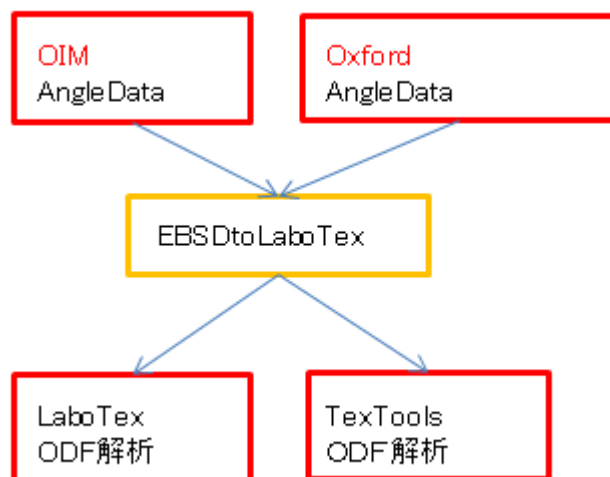 OIM
AngleData
Oxford
AngleData
EBSDtoLaboTex
LaboTex
ODF解析
TexTools
ODF解析